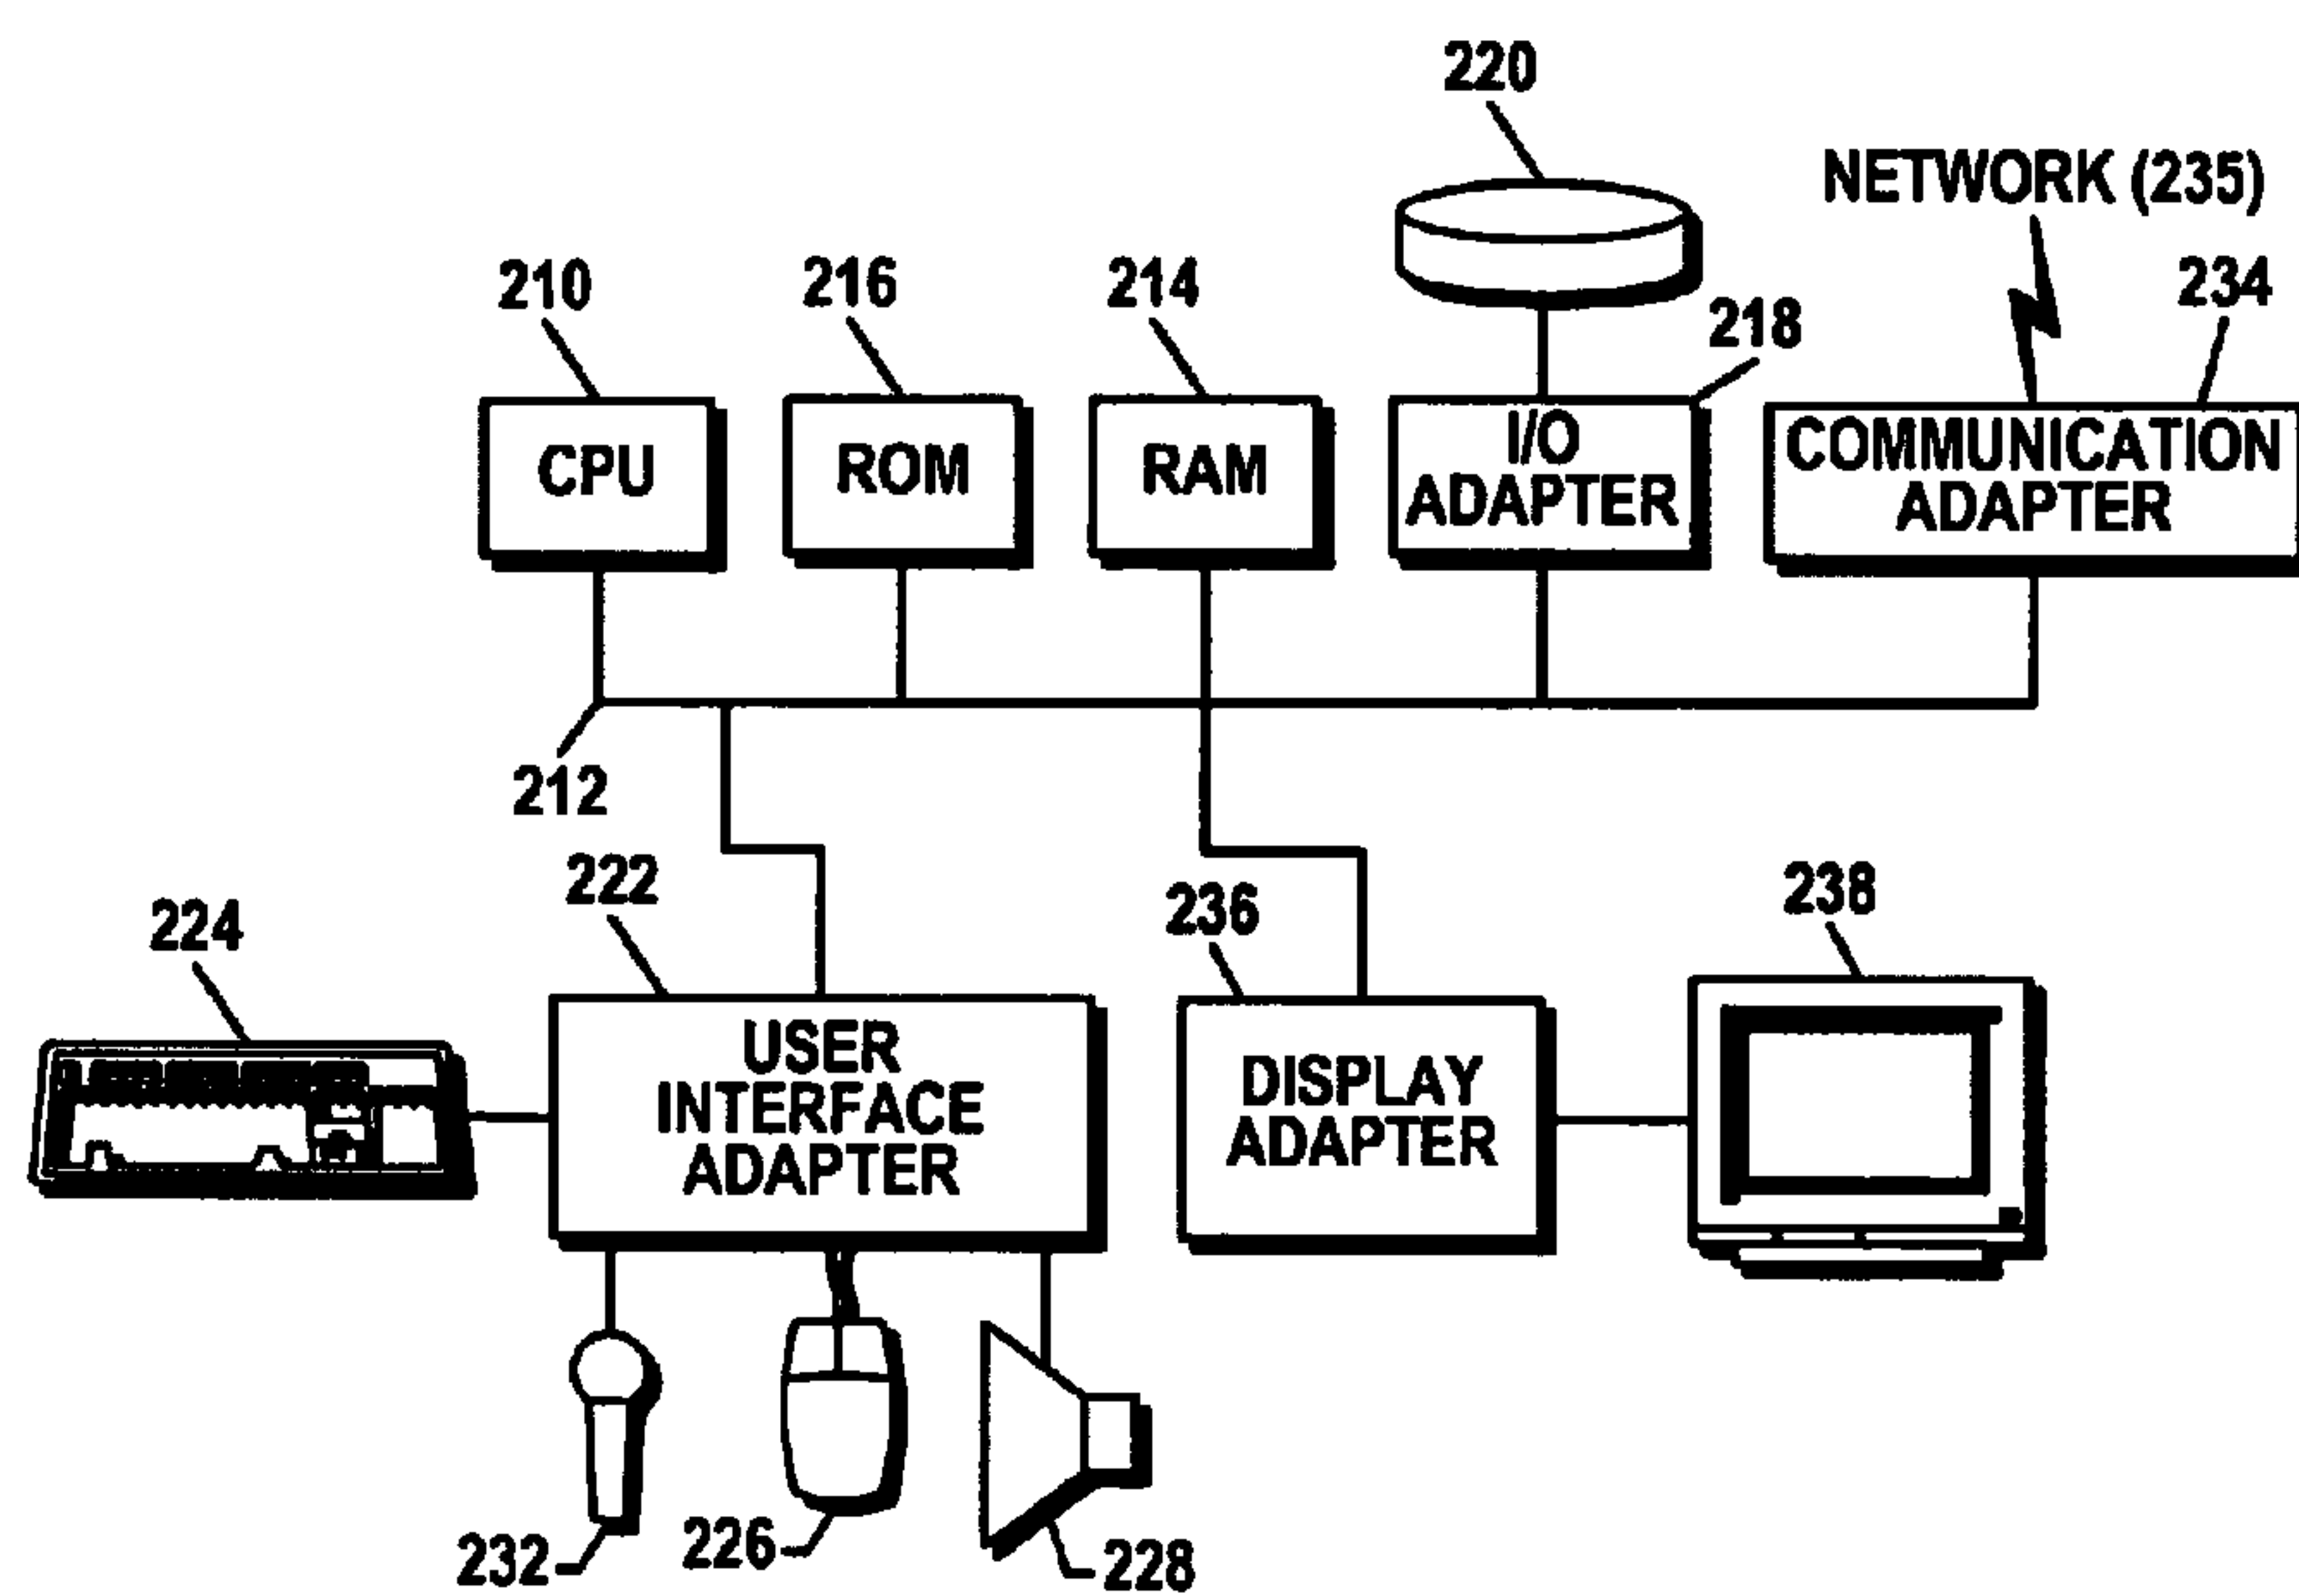 220
NETWORK (235)
210
216
214
218
234
CPU
ROM
RAM
I/O
ADAPTER
COMMUNICATION
ADAPTER
212
222
224
236
238
USER
INTERFACE
ADAPTER
DISPLAY
ADAPTER
232
226
228